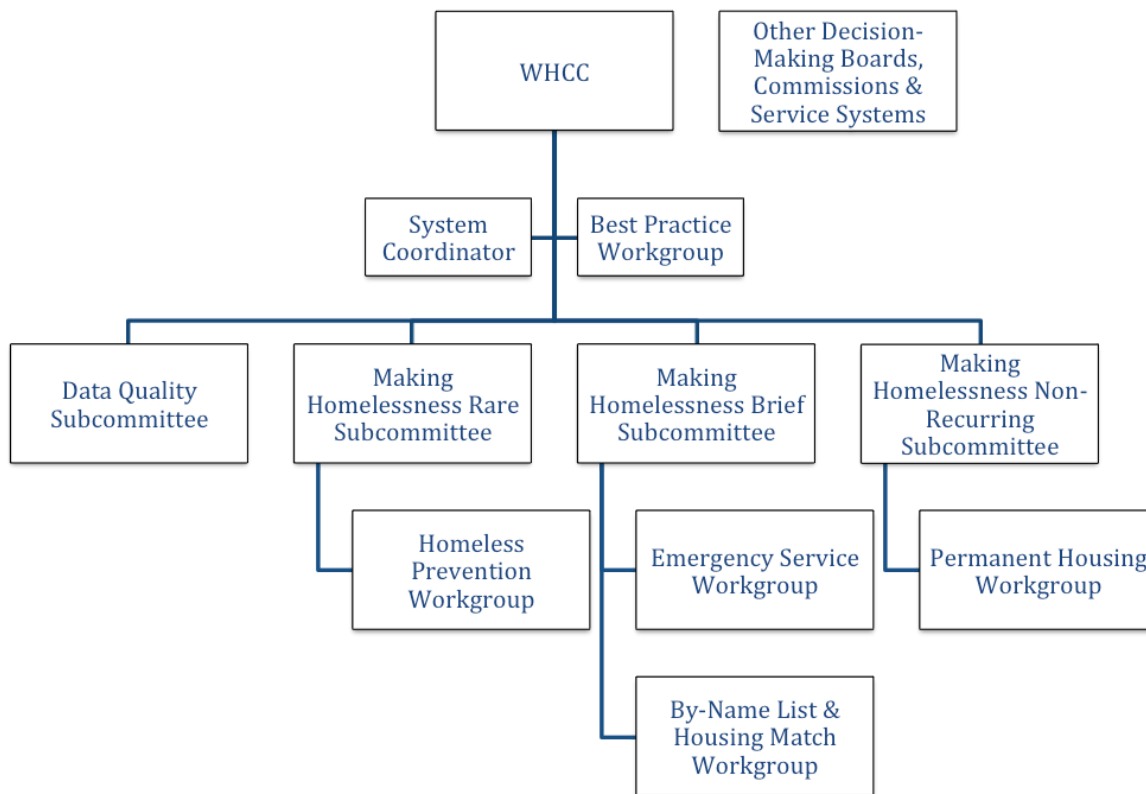 WHCC
Other Decision-
Making Boards,
Commissions &
Service Systems
System
Coordinator
Best Practice
Workgroup
Data Quality
Subcommittee
Making
Homelessness Rare
Subcommittee
Making
Homelessness Brief
Subcommittee
Making
Homelessness Non-
Recurring
Subcommittee
Homeless
Prevention
Workgroup
Emergency Service
Workgroup
Permanent Housing
Workgroup
By-Name List &
Housing Match
Workgroup